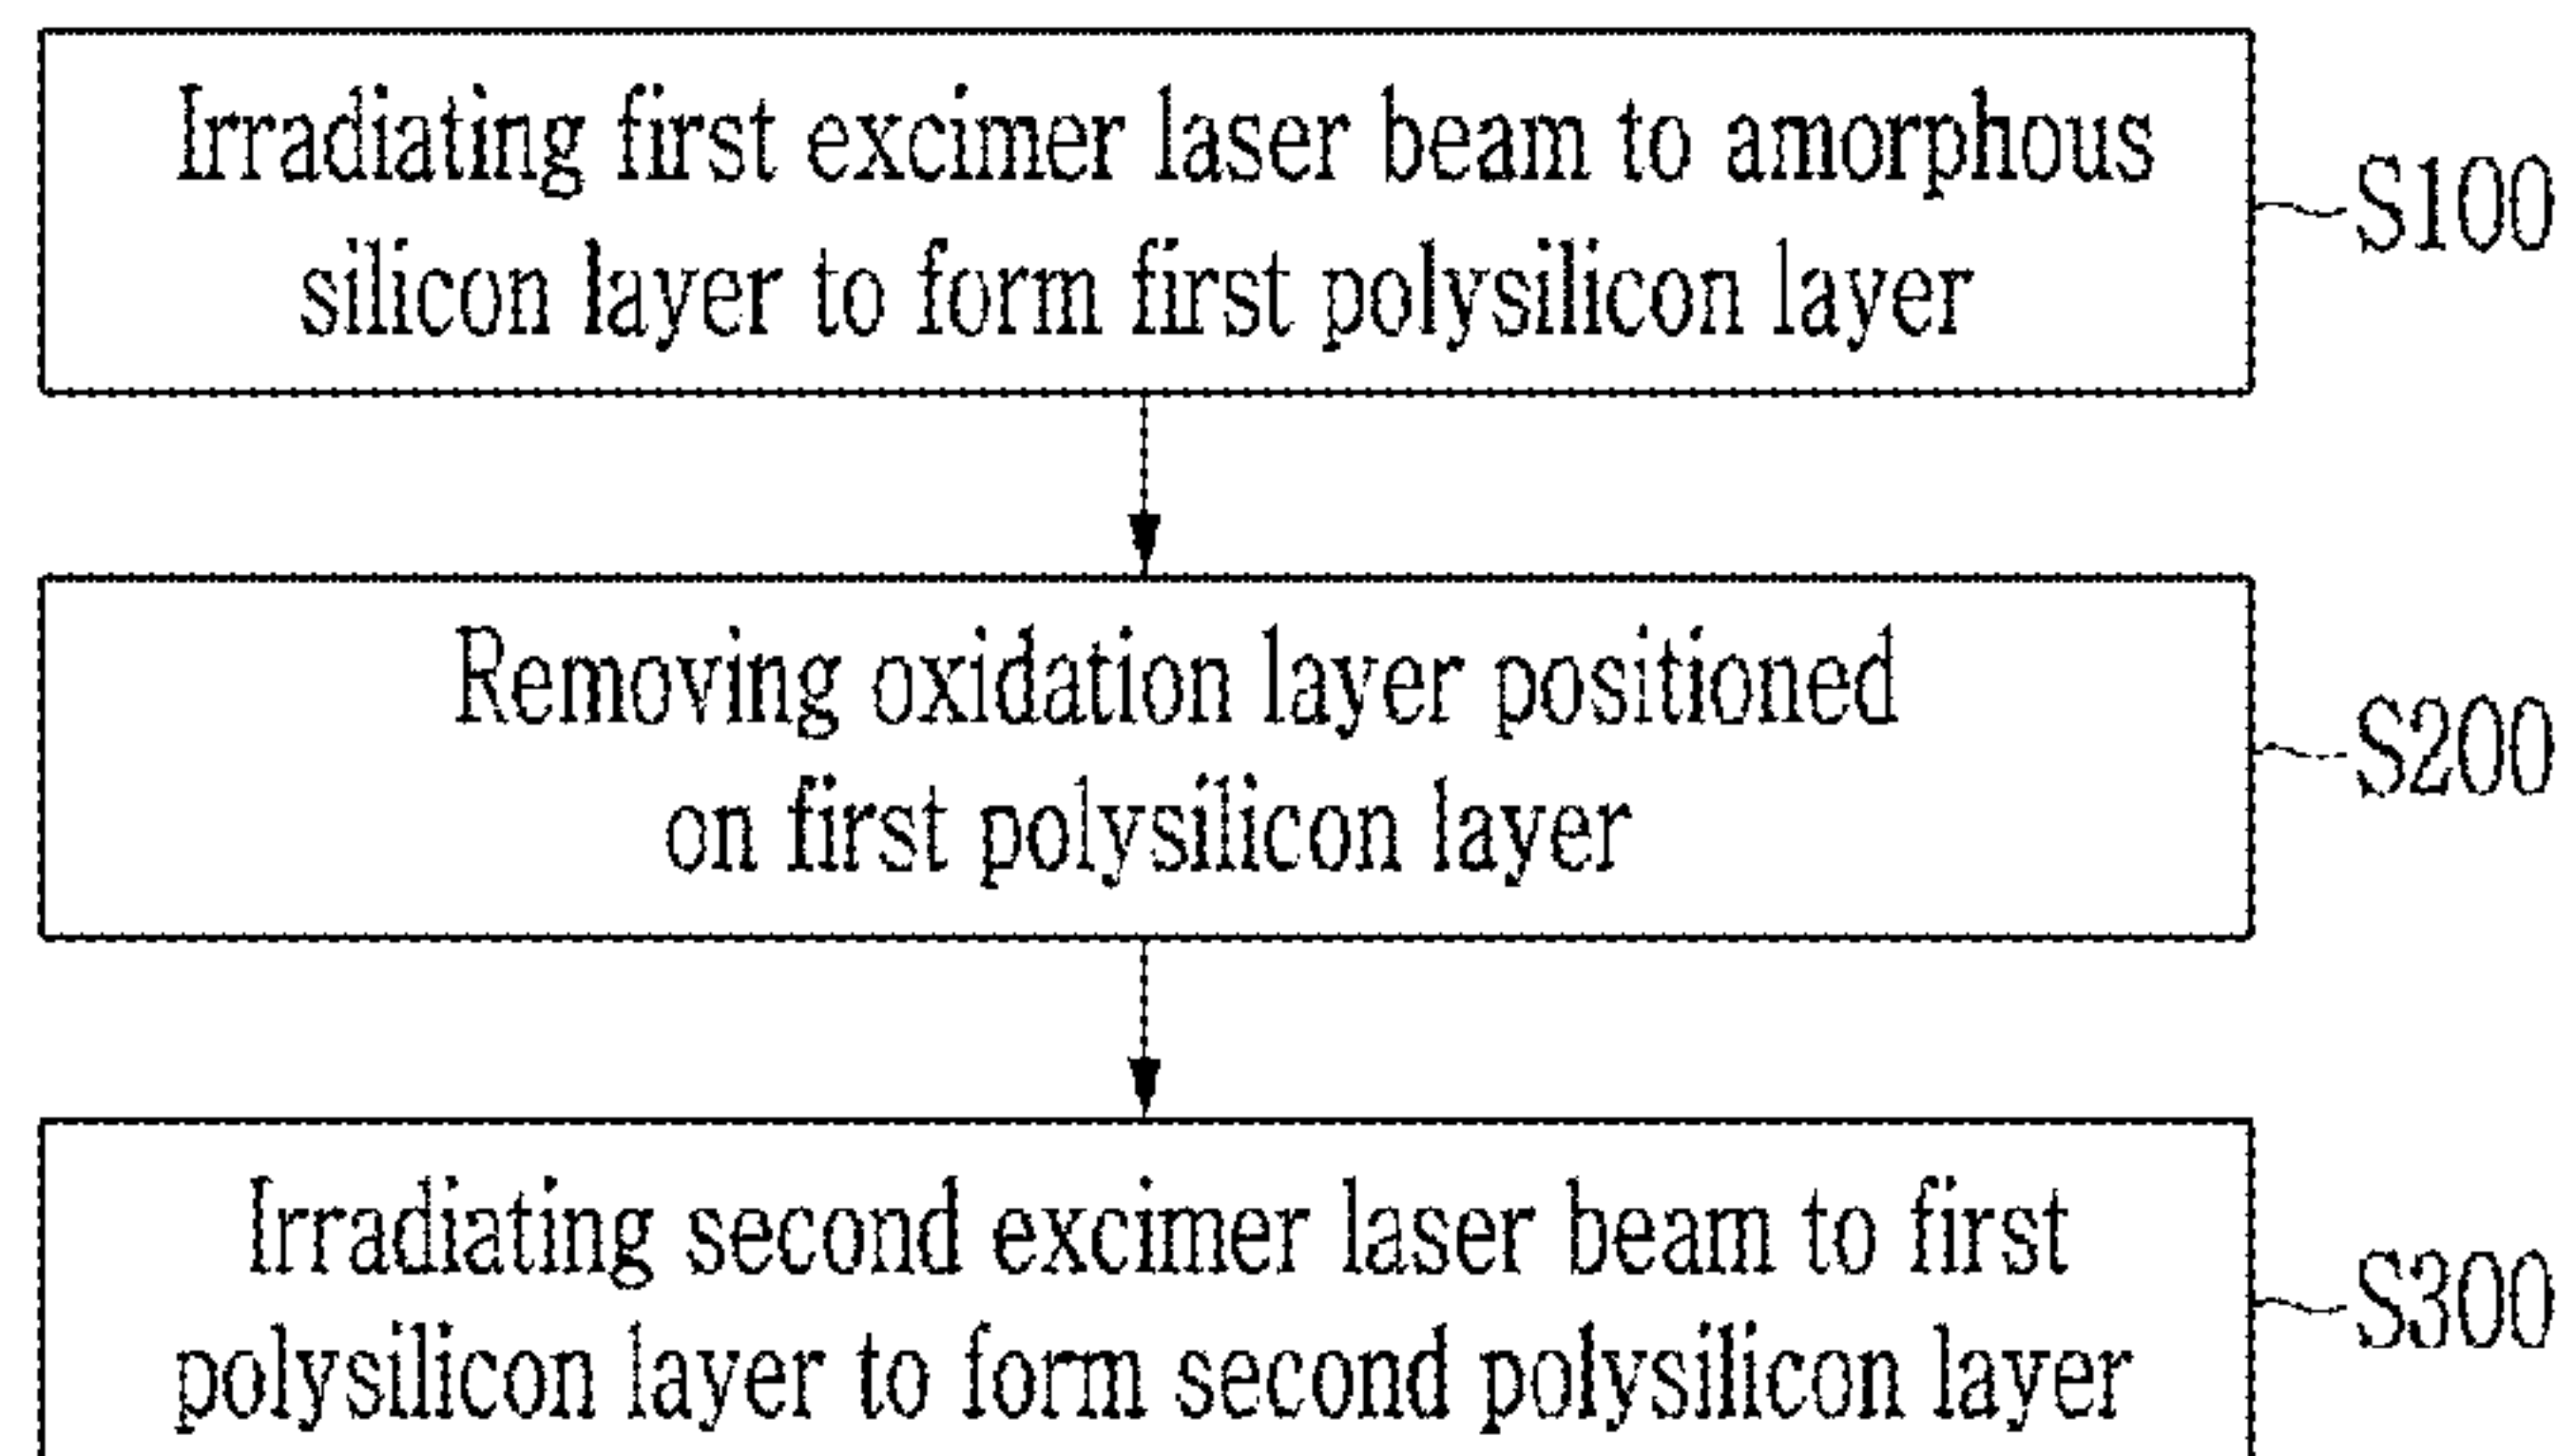 Irradiating first excimer laser beam to amorphous
silicon layer to form first polysilicon layer
S100
Removing oxidation layer positioned
on first polysilicon layer
S200
Irradiating second excimer laser beam to first
polysilicon layer to form second polysilicon layer
S300